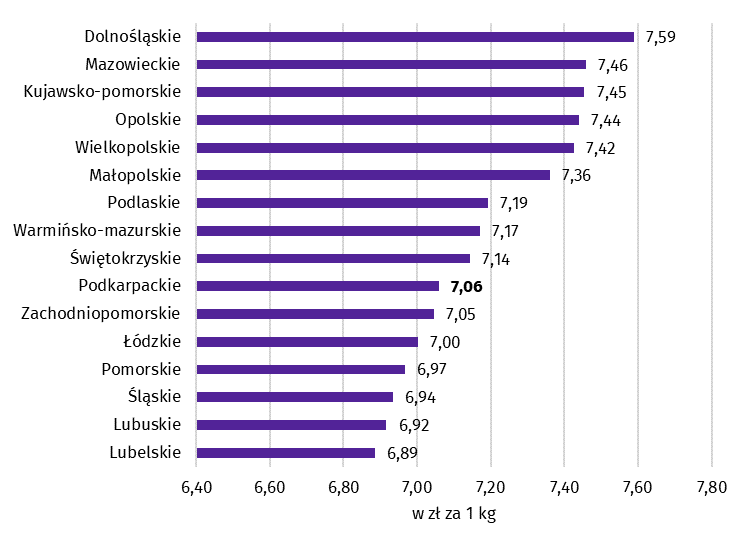 Dolnośląskie 7,59
Mazowieckie 7,46
Kujawsko-pomorskie 7,45
Opolskie 7,44
Wielkopolskie 7,42
Małopolskie 7,36
Podlaskie 7,19
Warmińsko-mazurskie 7,17
Świętokrzyskie 7,14
Podkarpackie 7,06
Zachodniopomorskie 7,05
Łódzkie 7,00
Pomorskie 6,97
Śląskie 6,94
Lubuskie 6,92
Lubelskie 6,89
6,40 6,60 6,80 7,00 7,20 7,40 7,60 7,80
w zł za 1 kg